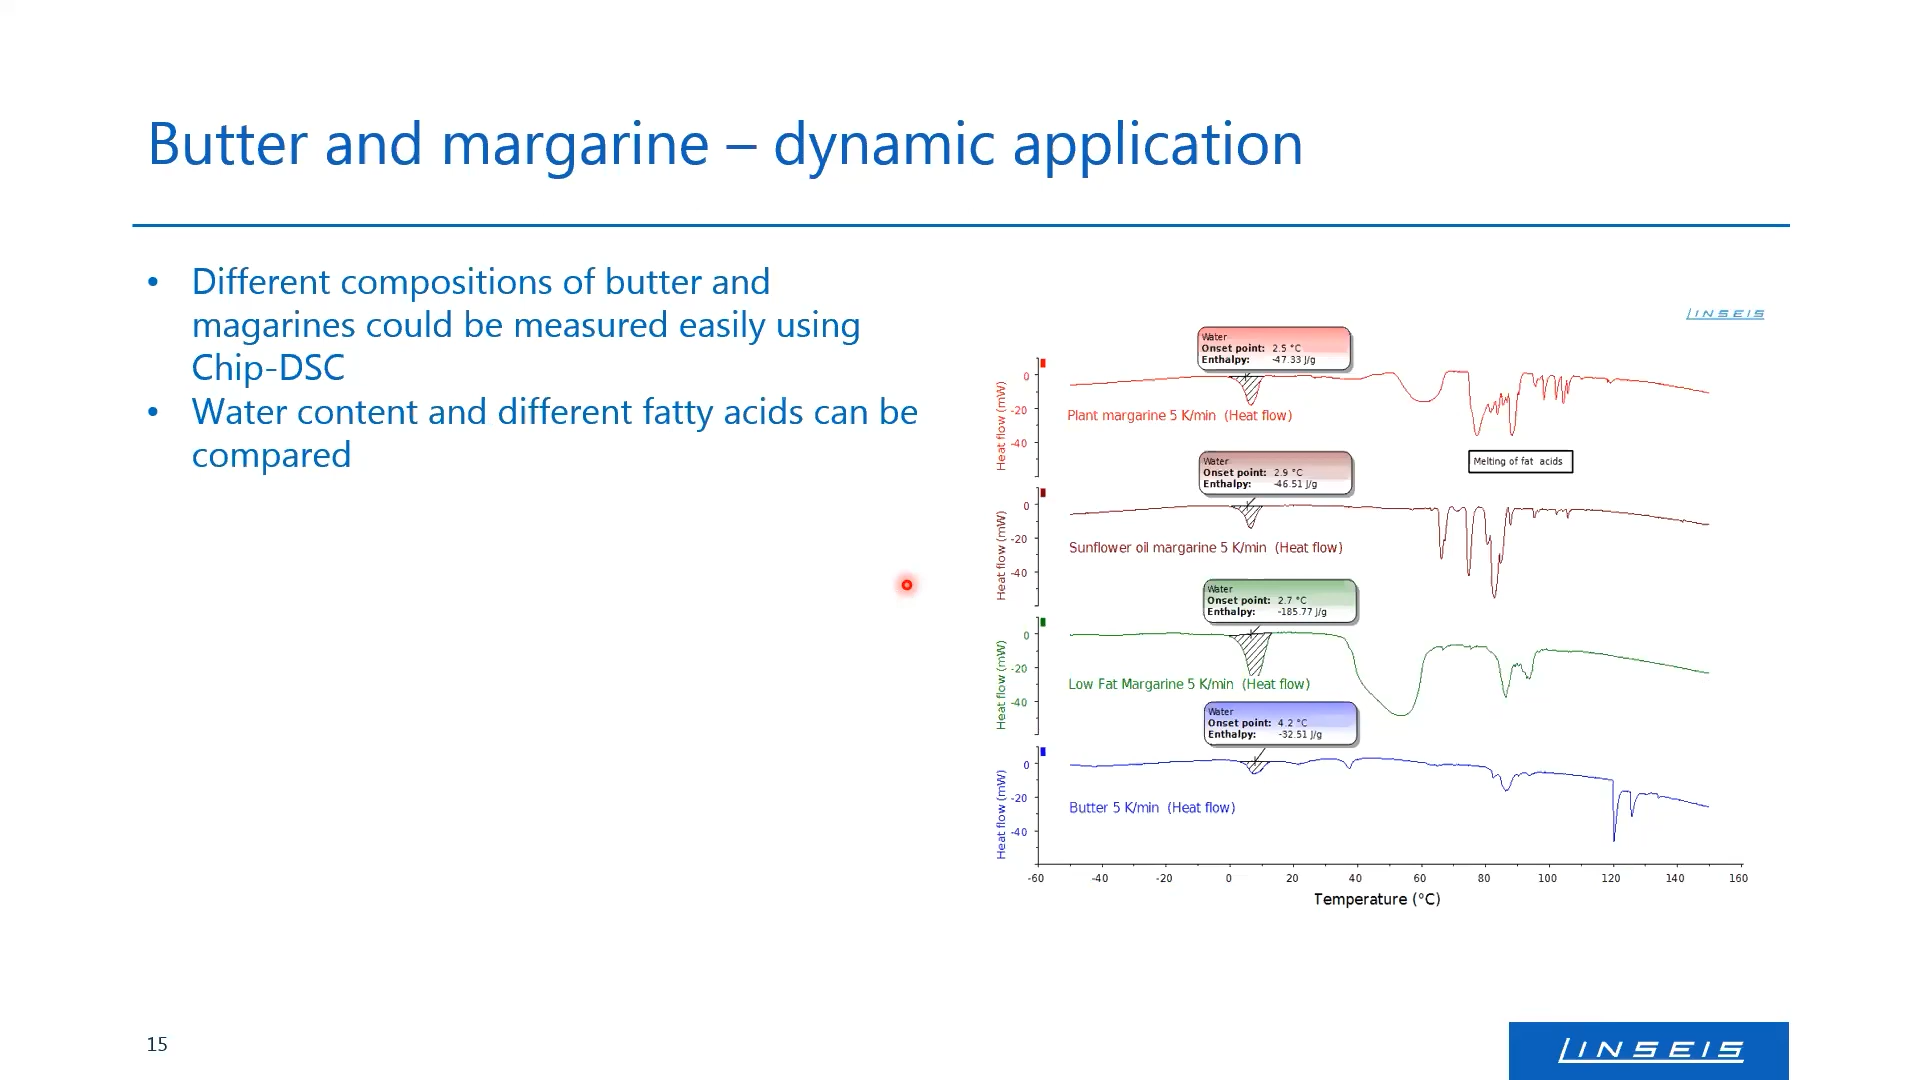 Butter and margarine – dynamic application
• Different compositions of butter and
magarines could be measured easily using
Chip-DSC
• Water content and different fatty acids can be
compared
LINSEIS
Water
Onset point: 2.5 °C
Enthalpy: -47.33 J/g
Heat flow (mW)
0
-20
-40
Plant margarine 5 K/min (Heat flow)
Melting of fat acids
Water
Onset point: 2.9 °C
Enthalpy: -46.51 J/g
Heat flow (mW)
0
-20
-40
Sunflower oil margarine 5 K/min (Heat flow)
Water
Onset point: 2.7 °C
Enthalpy: -185.77 J/g
Heat flow (mW)
0
-20
-40
Low Fat Margarine 5 K/min (Heat flow)
Water
Onset point: 4.2 °C
Enthalpy: -32.51 J/g
Heat flow (mW)
0
-20
-40
Butter 5 K/min (Heat flow)
-60 -40 -20 0 20 40 60 80 100 120 140 160
Temperature (°C)
15
LINSEIS